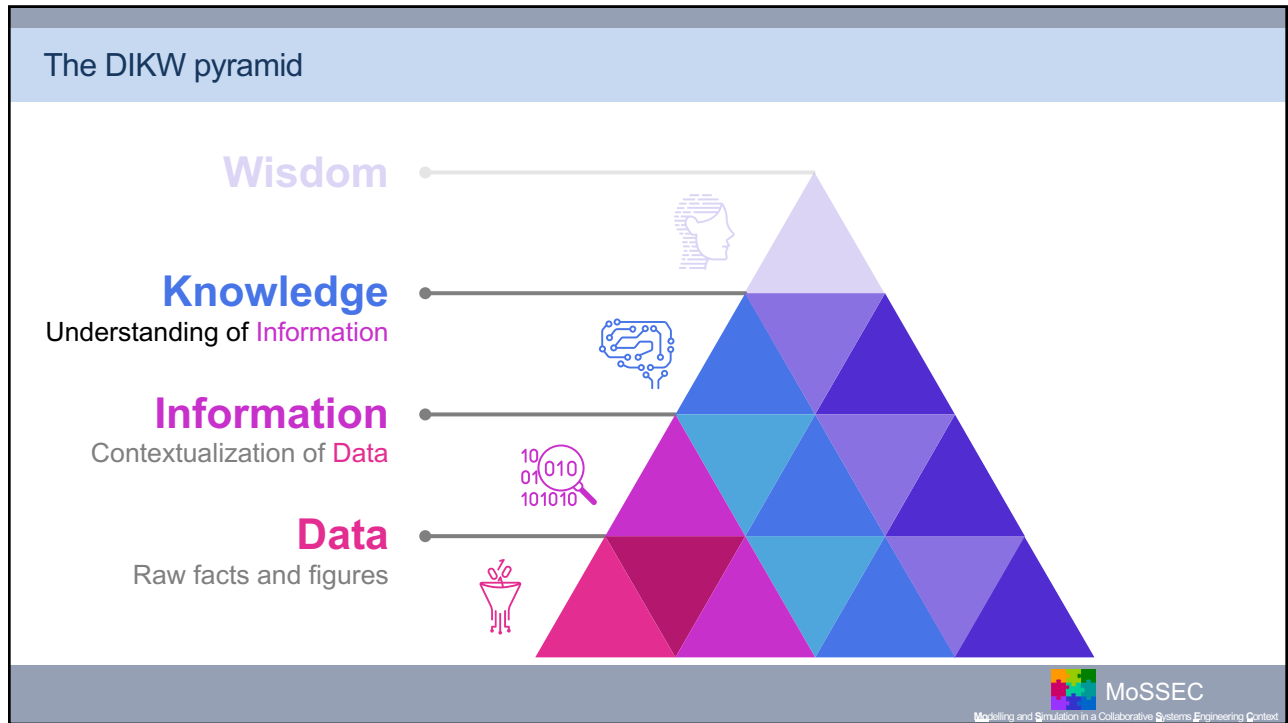 The DIKW pyramid
Wisdom
Knowledge
Understanding of Information
Information
Contextualization of Data
10
01
010
101010
Data
Raw facts and figures
010
MoSSEC
Modelling and Simulation in a Collaborative Systems Engineering Context